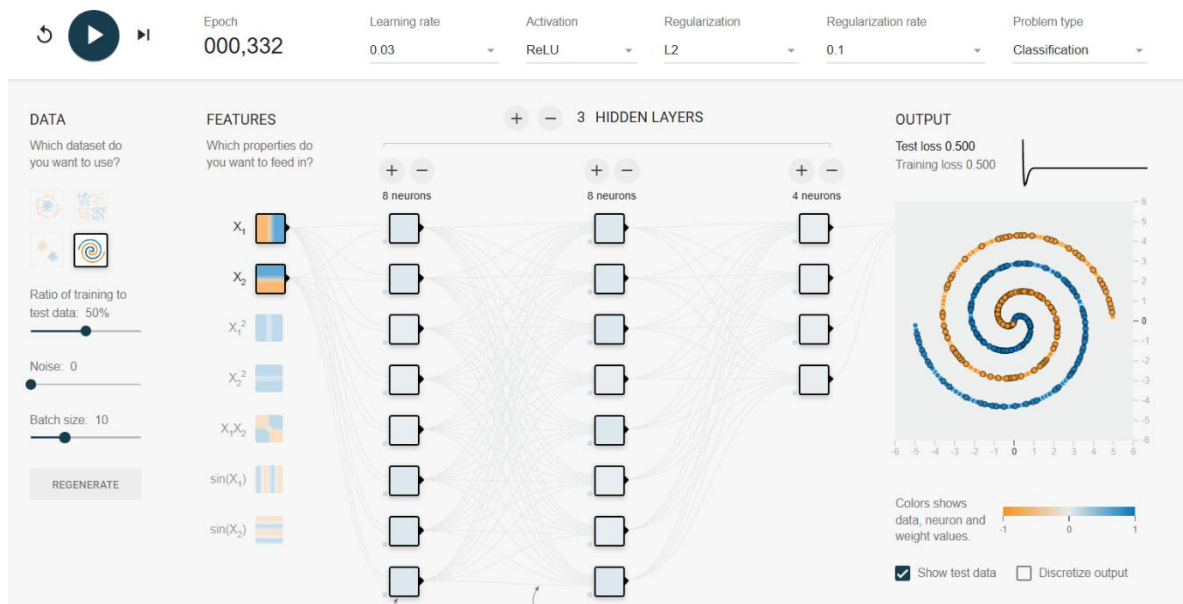 Epoch
000,332
Learning rate
0.03
Activation
ReLU
Regularization
L2
Regularization rate
0.1
Problem type
Classification
DATA
Which dataset do
you want to use?
Ratio of training to
test data: 50%
Noise: 0
Batch size: 10
REGENERATE
FEATURES
Which properties do
you want to feed in?
X₁
X₂
X₁²
X₂²
X₁X₂
sin(X₁)
sin(X₂)
+ − 3 HIDDEN LAYERS
+ −
8 neurons
+ −
8 neurons
+ −
4 neurons
OUTPUT
Test loss 0.500
Training loss 0.500
6
5
4
3
2
1
0
-1
-2
-3
-4
-5
-6
-6 -5 -4 -3 -2 -1 0 1 2 3 4 5 6
Colors shows
data, neuron and
weight values.
-1 0 1
Show test data
Discretize output